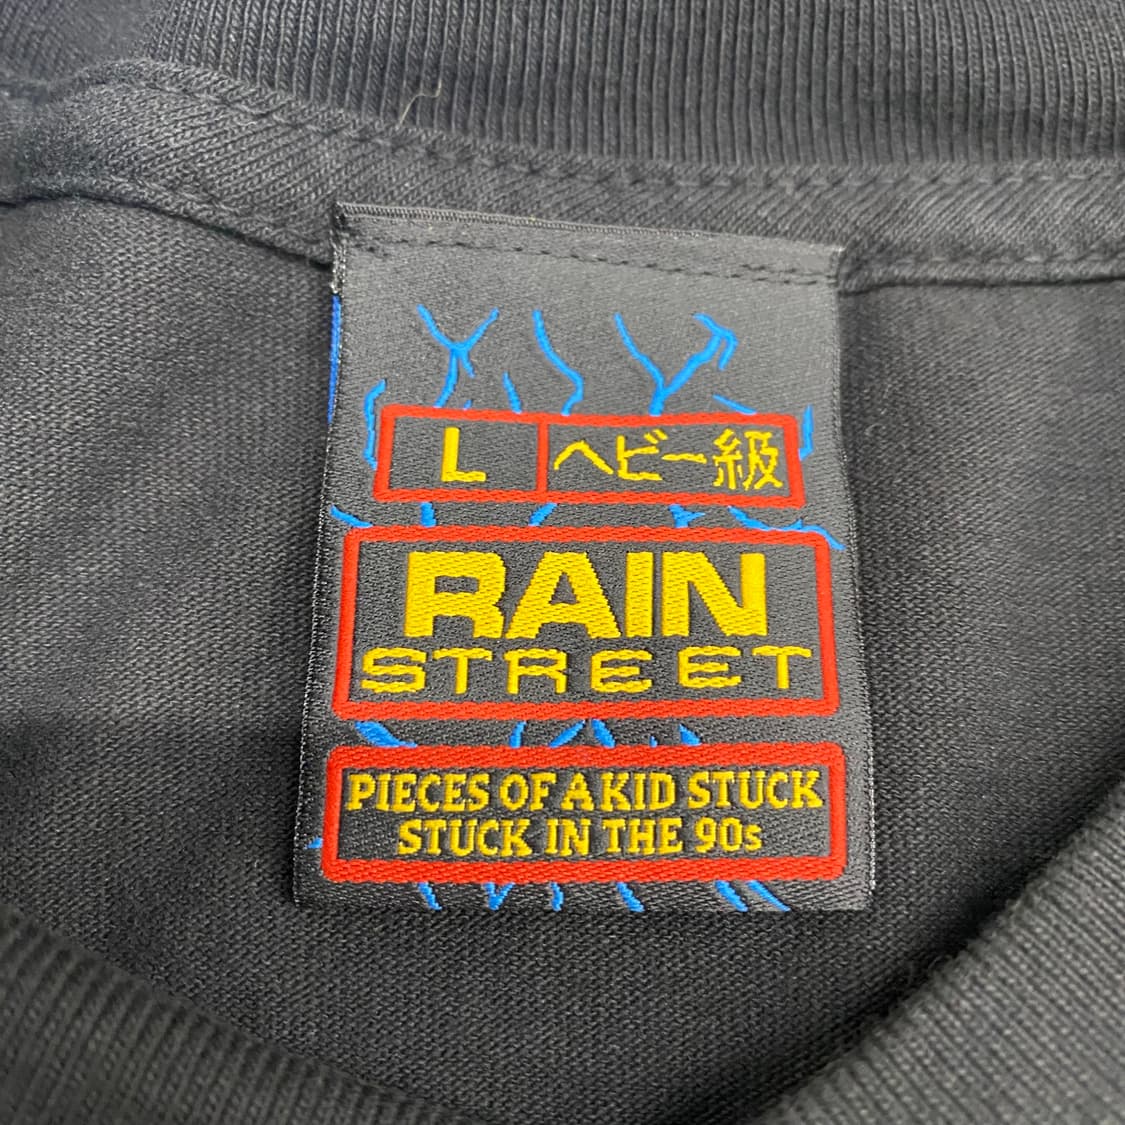 L ヘビー級
RAIN
STREET
PIECES OF A KID STUCK
STUCK IN THE 90s